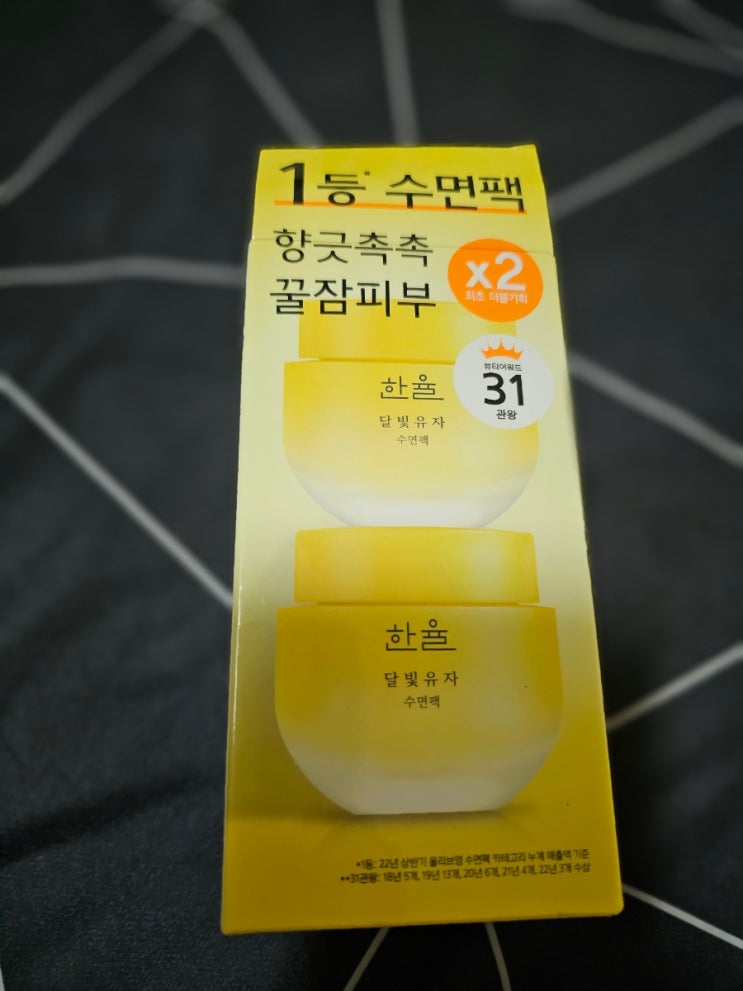 1등* 수면팩
향긋촉촉
꿀잠피부
x2
최초 더블기획
뷰티어워드
31
관왕
한율
달빛유자
수면팩
한율
달빛유자
수면팩
*1등: 22년 상반기 올리브영 수면팩 카테고리 누계 매출액 기준
**31관왕: 18년 5개, 19년 13개, 20년 6개, 21년 4개, 22년 3개 수상